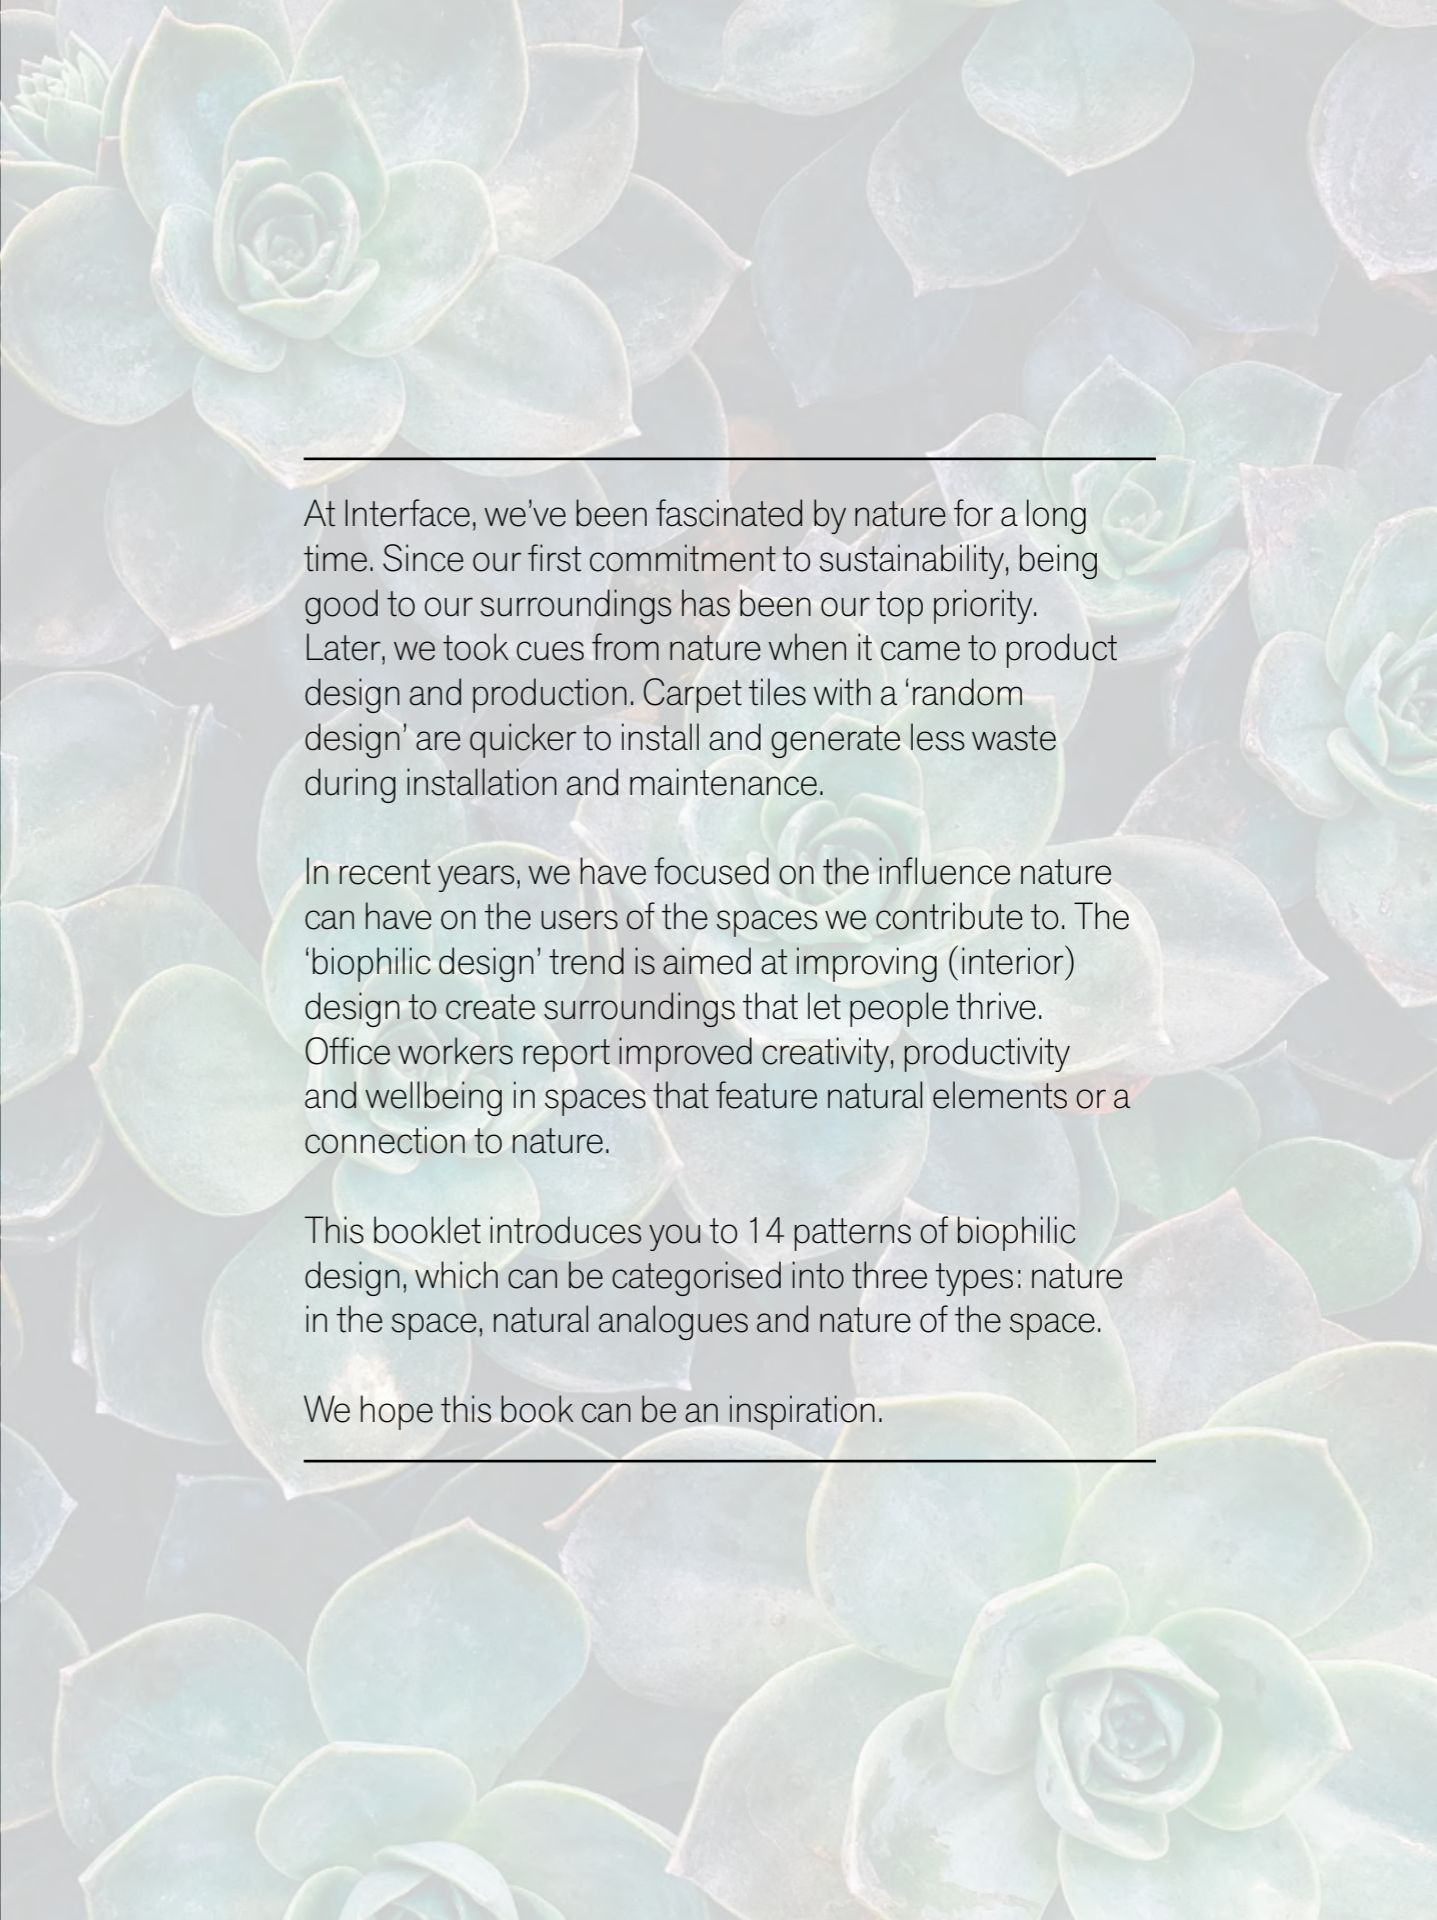 At Interface, we’ve been fascinated by nature for a long
time. Since our first commitment to sustainability, being
good to our surroundings has been our top priority.
Later, we took cues from nature when it came to product
design and production. Carpet tiles with a ‘random
design’ are quicker to install and generate less waste
during installation and maintenance.
In recent years, we have focused on the influence nature
can have on the users of the spaces we contribute to. The
‘biophilic design’ trend is aimed at improving (interior)
design to create surroundings that let people thrive.
Office workers report improved creativity, productivity
and wellbeing in spaces that feature natural elements or a
connection to nature.
This booklet introduces you to 14 patterns of biophilic
design, which can be categorised into three types: nature
in the space, natural analogues and nature of the space.
We hope this book can be an inspiration.